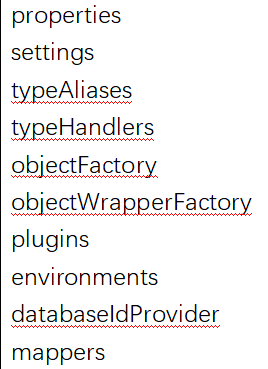 properties
settings
typeAliases
typeHandlers
objectFactory
objectWrapperFactory
plugins
environments
databaseIdProvider
mappers